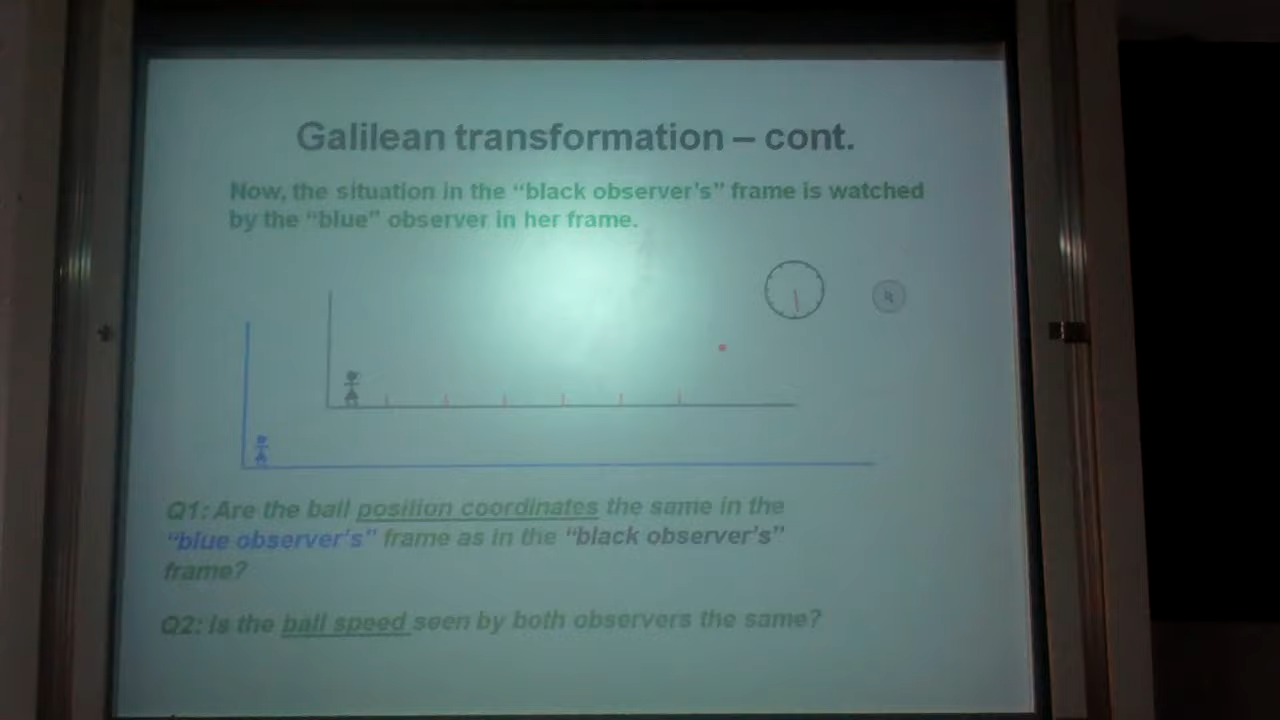 Galilean transformation – cont.
Now, the situation in the “black observer’s” frame is watched
by the “blue” observer in her frame.
Q1: Are the ball position coordinates the same in the
“blue observer’s” frame as in the “black observer’s”
frame?
Q2: Is the ball speed seen by both observers the same?